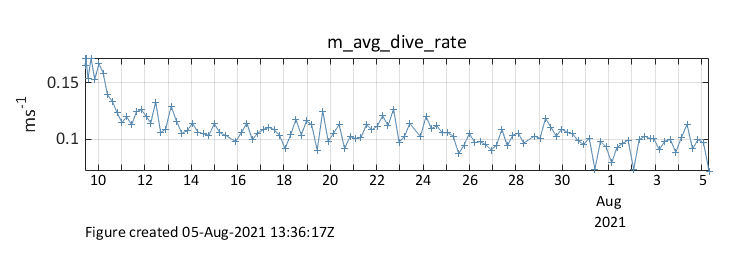 m_avg_dive_rate
0.15
ms-1
0.1
10 12 14 16 18 20 22 24 26 28 30 1 3 5
Aug
2021
Figure created 05-Aug-2021 13:36:17Z